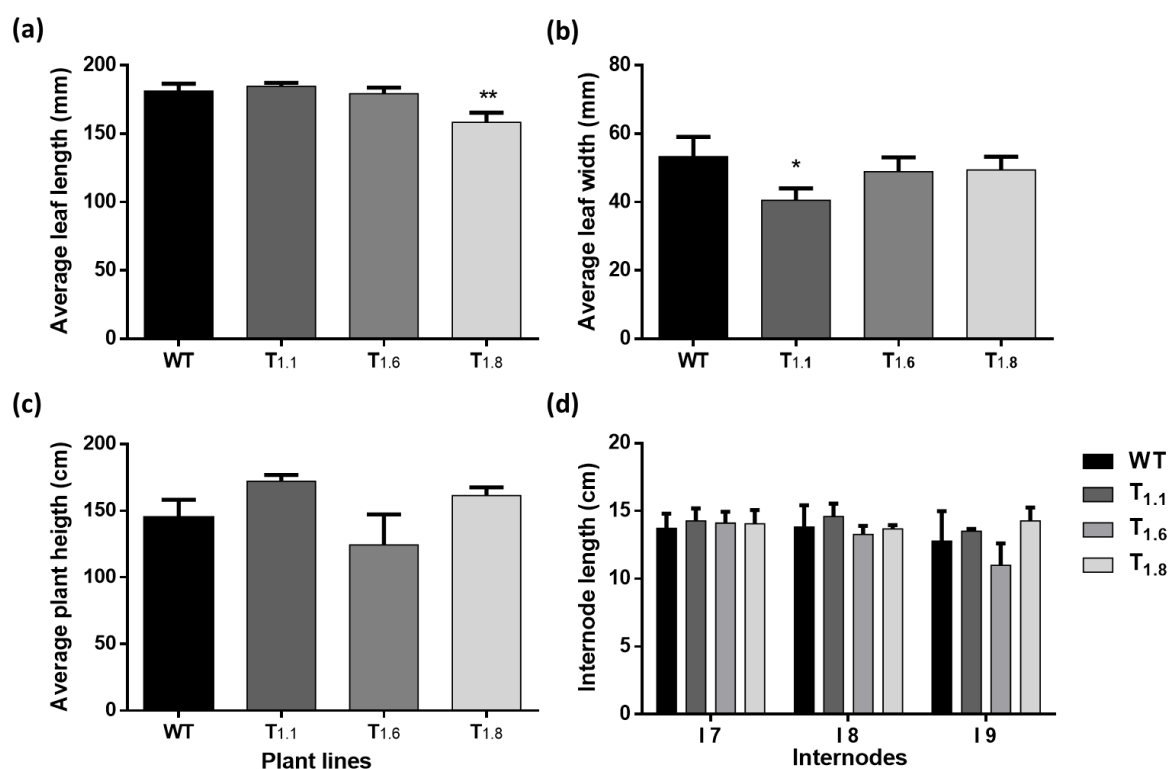 (a)
Average leaf length (mm)
200
150
100
50
0
**
WT T1.1 T1.6 T1.8
(b)
Average leaf width (mm)
80
60
40
20
0
*
WT T1.1 T1.6 T1.8
(c)
Average plant heigth (cm)
200
150
100
50
0
WT T1.1 T1.6 T1.8
Plant lines
(d)
Internode length (cm)
20
15
10
5
0
I 7 I 8 I 9
Internodes
WT
T1.1
T1.6
T1.8